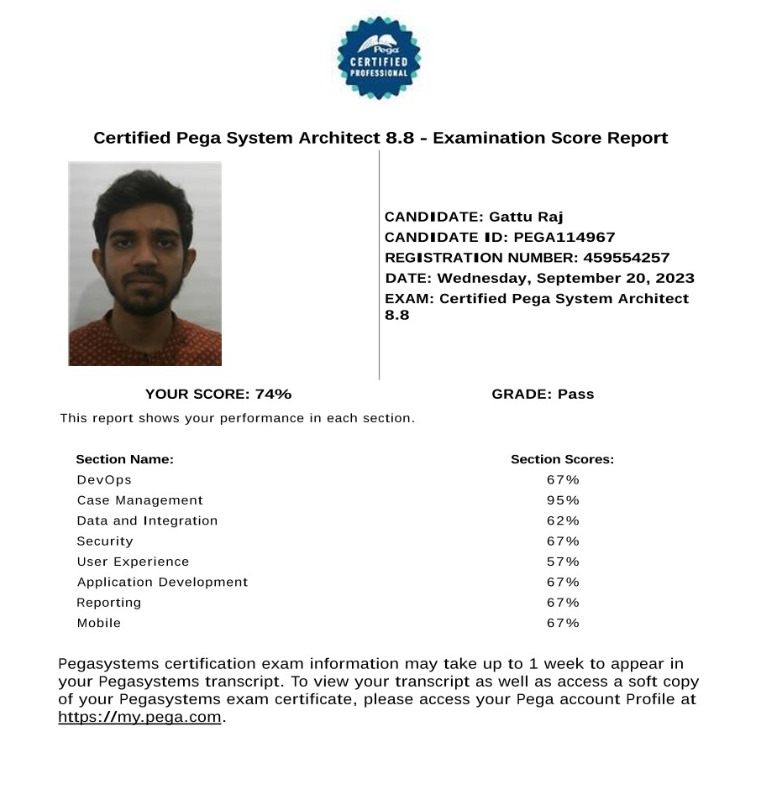 Pega
CERTIFIED
PROFESSIONAL
Certified Pega System Architect 8.8 - Examination Score Report
CANDIDATE: Gattu Raj
CANDIDATE ID: PEGA114967
REGISTRATION NUMBER: 459554257
DATE: Wednesday, September 20, 2023
EXAM: Certified Pega System Architect
8.8
YOUR SCORE: 74% GRADE: Pass
This report shows your performance in each section.
Section Name: Section Scores:
DevOps 67%
Case Management 95%
Data and Integration 62%
Security 67%
User Experience 57%
Application Development 67%
Reporting 67%
Mobile 67%
Pegasystems certification exam information may take up to 1 week to appear in
your Pegasystems transcript. To view your transcript as well as access a soft copy
of your Pegasystems exam certificate, please access your Pega account Profile at
https://my.pega.com.